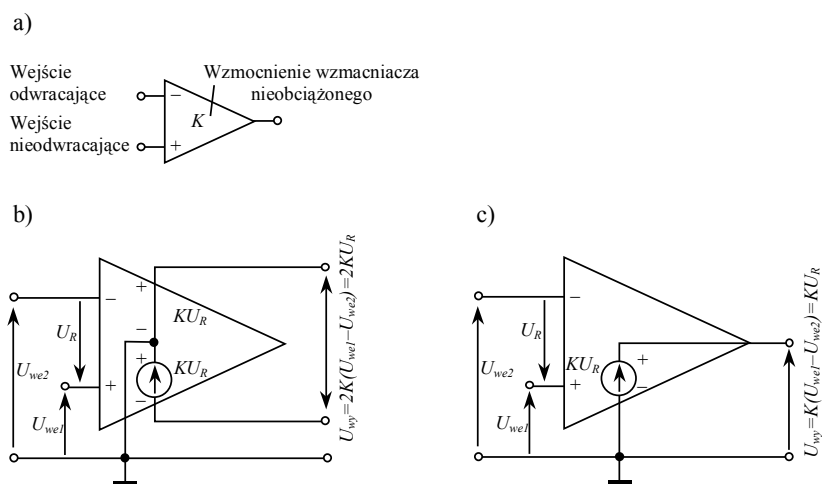 a)
Wejście
odwracające
Wejście
nieodwracające
−
+
K
Wzmocnienie wzmacniacza
nieobciążonego
b)
−
+
U_R
U_we2
U_we1
+
−
KU_R
+
−
KU_R
U_wy=2K(U_we1−U_we2)=2KU_R
c)
−
+
U_R
U_we2
U_we1
KU_R
+
−
U_wy=K(U_we1−U_we2)=KU_R